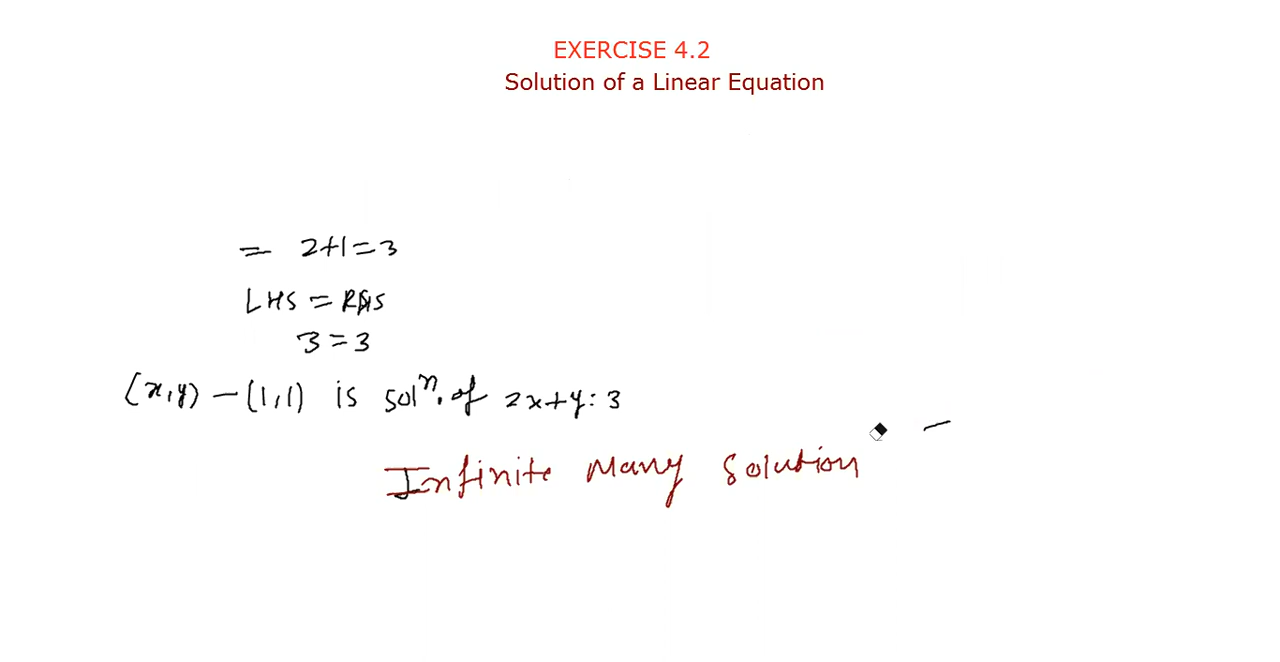 EXERCISE 4.2
Solution of a Linear Equation
= 2+1=3
LHS = RHS
3=3
(x,y) - (1,1) is solⁿ. of 2x+y: 3
Infinite Many Solution